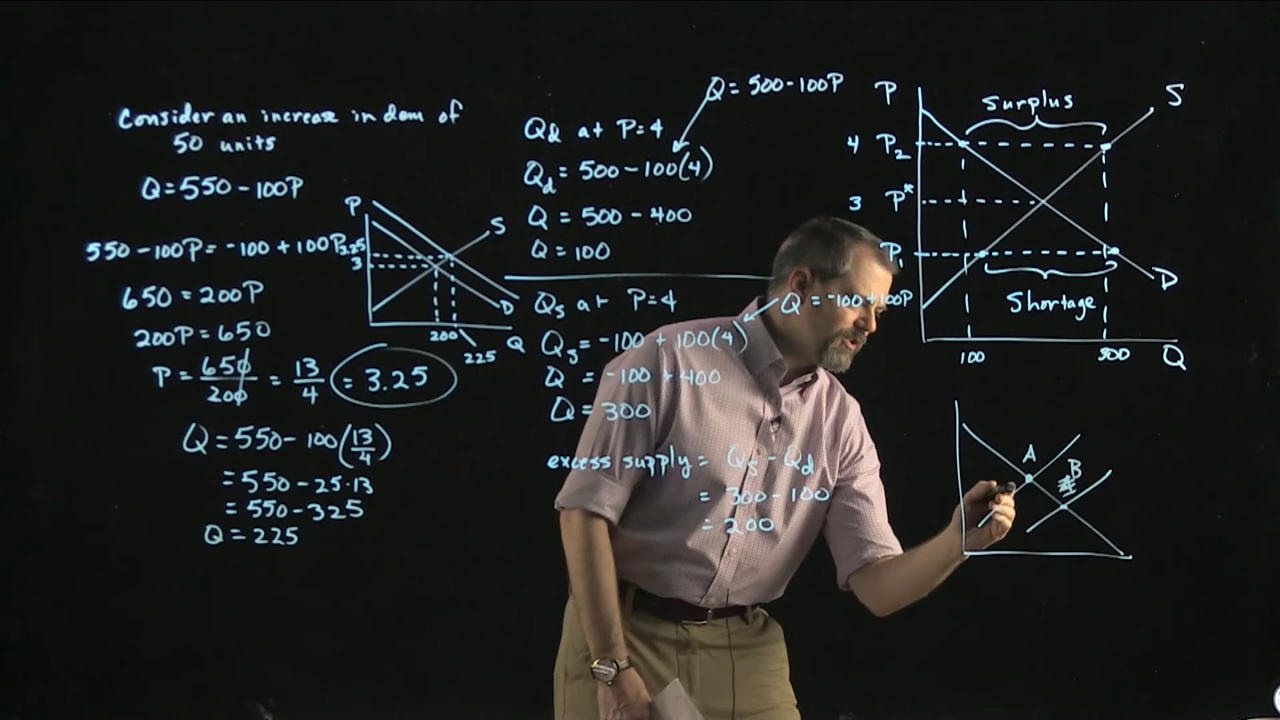 Consider an increase in dem of
50 units
Q = 550 - 100P
550 - 100P = -100 + 100P
650 = 200P
200P = 650
P = 650/200 = 13/4 = 3.25
Q = 550 - 100(13/4)
= 550 - 25·13
= 550 - 325
Q = 225
P
S
3.25
3
D
200
225
Q
Q = 500 - 100P
Qd at P=4
Qd = 500 - 100(4)
Q = 500 - 400
Q = 100
Qs at P=4
Q = -100 + 100P
Qs = -100 + 100(4)
Q = -100 + 400
Q = 300
excess supply = Qs - Qd
= 300 - 100
= 200
P
Surplus
S
4 P2
3 P*
P1
Shortage
D
100
300
Q
A
B